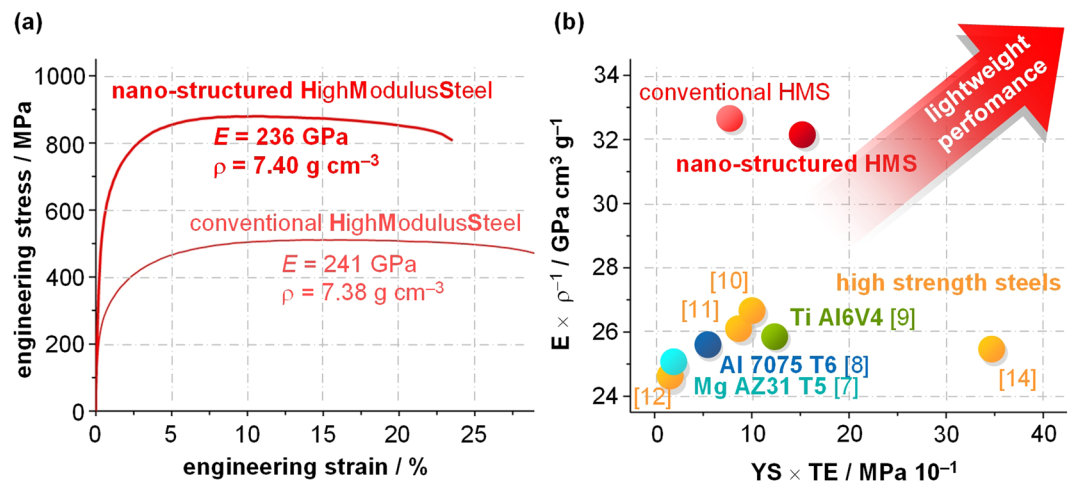 (a)
1000
800
600
400
200
0
0 5 10 15 20 25
engineering stress / MPa
engineering strain / %
nano-structured HighModulusSteel
E = 236 GPa
ρ = 7.40 g cm⁻³
conventional HighModulusSteel
E = 241 GPa
ρ = 7.38 g cm⁻³
(b)
34
32
30
28
26
24
0 10 20 30 40
E × ρ⁻¹ / GPa cm³ g⁻¹
YS × TE / MPa 10⁻¹
conventional HMS
nano-structured HMS
lightweight
perfomance
[10]
high strength steels
[11]
Ti Al6V4 [9]
Al 7075 T6 [8]
Mg AZ31 T5 [7]
[12]
[14]